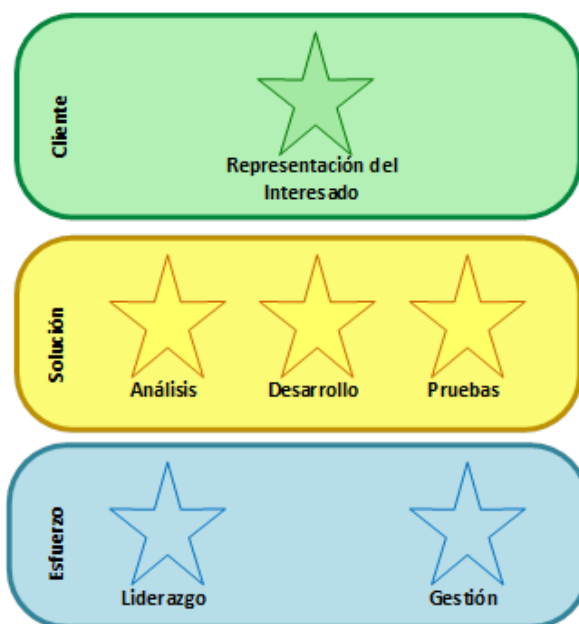 Cliente
Representación del
Interesado
Solución
Análisis
Desarrollo
Pruebas
Esfuerzo
Liderazgo
Gestión